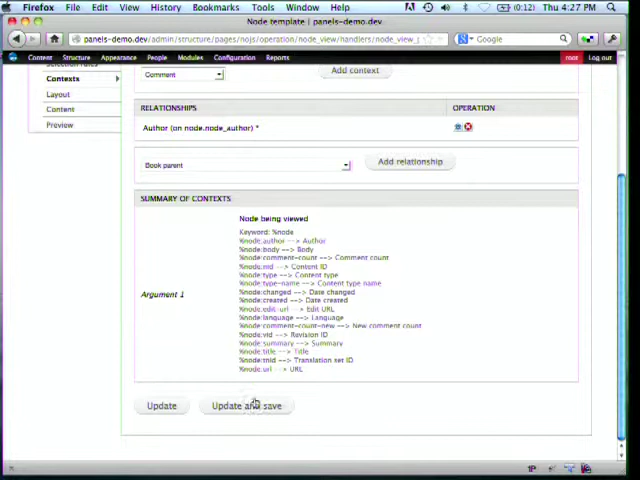 Firefox File Edit View History Bookmarks Tools Window Help (0:12) Thu 4:27 PM
Node template | panels-demo.dev
panels-demo.dev/admin/structure/pages/nojs/operation/node_view/handlers/node_view_ Google
Content Structure Appearance People Modules Configuration Reports root Log out
Selection rules
Contexts
Layout
Content
Preview
Comment Add context
RELATIONSHIPS OPERATION
Author (on node.node_author) *
Book parent Add relationship
SUMMARY OF CONTEXTS
Node being viewed
Keyword: %node
%node:author --> Author
%node:body --> Body
%node:comment-count --> Comment count
%node:nid --> Content ID
%node:type --> Content type
%node:type-name --> Content type name
Argument 1
%node:changed --> Date changed
%node:created --> Date created
%node:edit-url --> Edit URL
%node:language --> Language
%node:comment-count-new --> New comment count
%node:vid --> Revision ID
%node:summary --> Summary
%node:title --> Title
%node:tnid --> Translation set ID
%node:url --> URL
Update Update and save